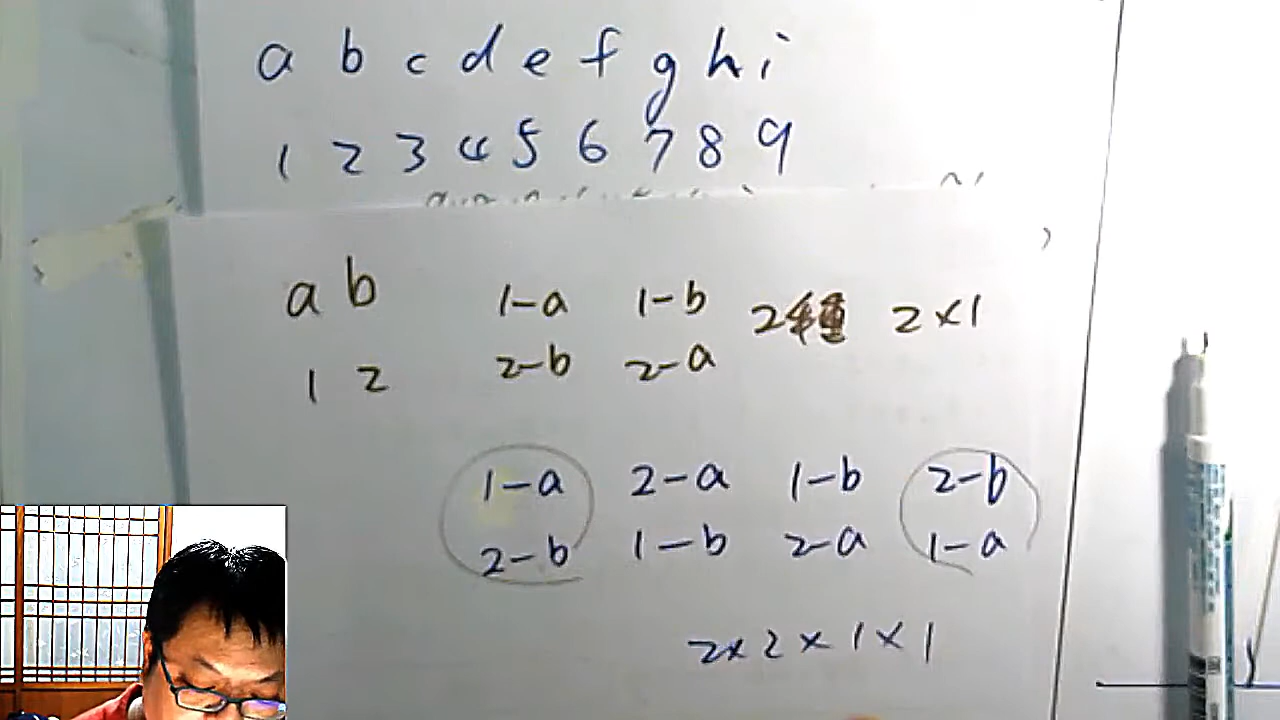 a b c d e f g h i
1 2 3 4 5 6 7 8 9
a b 1-a 1-b 2種 2×1
1 2 2-b 2-a
1-a 2-a 1-b 2-b
2-b 1-b 2-a 1-a
2×2×1×1